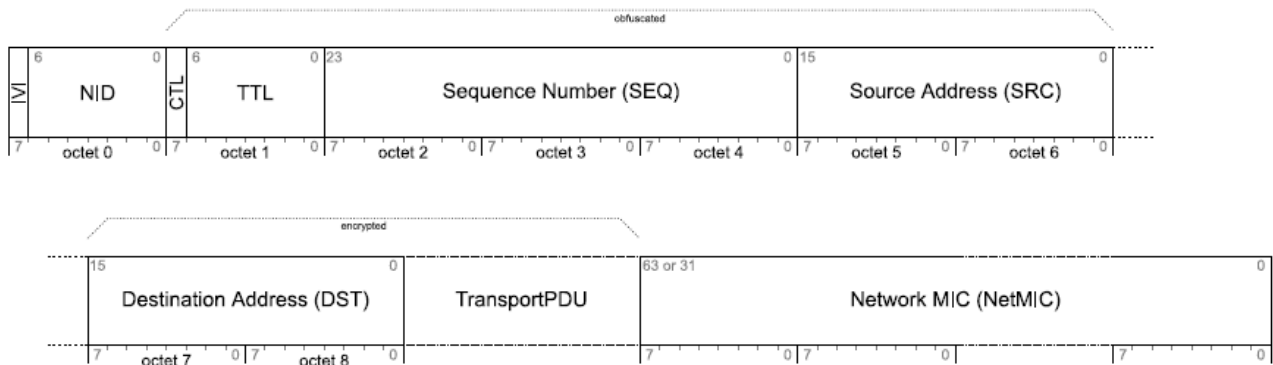 obfuscated
6 0 6 0 23 0 15 0
IVI NID CTL TTL Sequence Number (SEQ) Source Address (SRC)
7 octet 0 0 7 octet 1 0 7 octet 2 0 7 octet 3 0 7 octet 4 0 7 octet 5 0 7 octet 6 0
encrypted
15 0 63 or 31 0
Destination Address (DST) TransportPDU Network MIC (NetMIC)
7 octet 7 0 7 octet 8 0 7 0 7 0 7 0